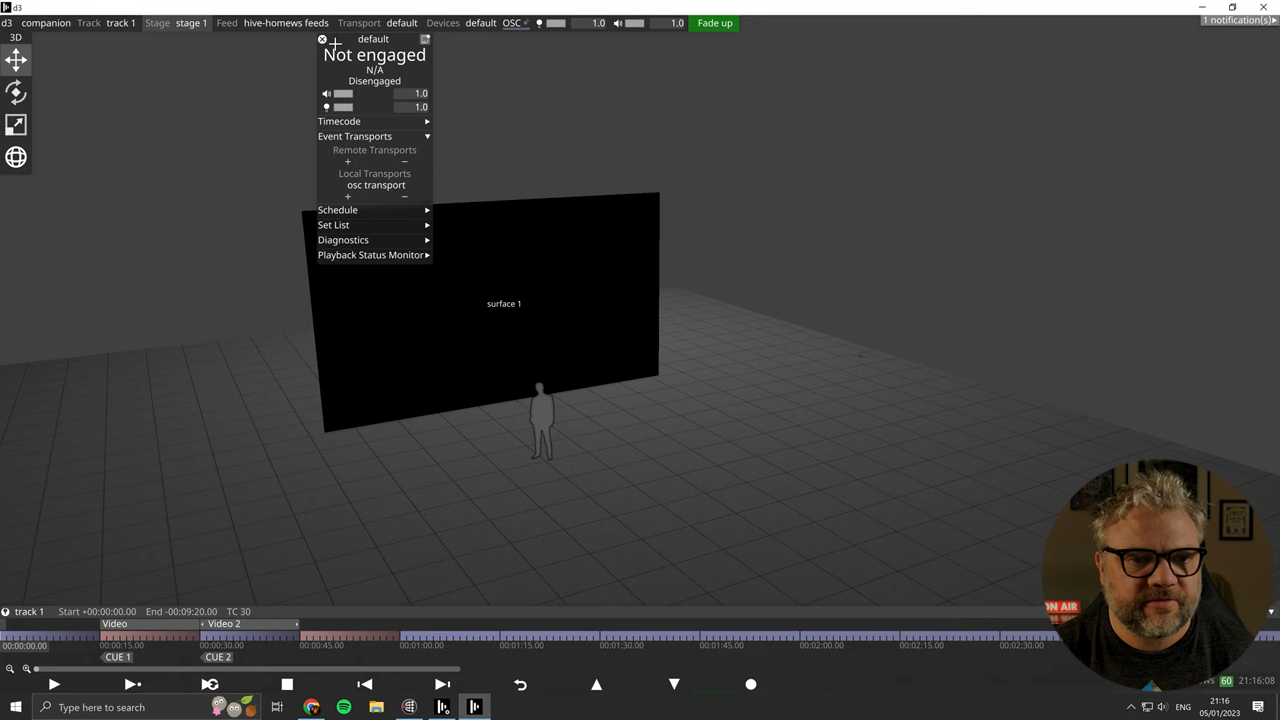 d3
d3 companion Track track 1 Stage stage 1 Feed hive-homews feeds Transport default Devices default OSC 1.0 1.0 Fade up
1 notification(s)
3D
default
Not engaged
N/A
Disengaged
1.0
1.0
Timecode
Event Transports
Remote Transports
+ −
Local Transports
osc transport
+ −
Schedule
Set List
Diagnostics
Playback Status Monitor
surface 1
ON AIR
track 1 Start +00:00:00.00 End -00:09:20.00 TC 30
Video Video 2
00:00:00.00 00:00:15.00 00:00:30.00 00:00:45.00 00:01:00.00 00:01:15.00 00:01:30.00 00:01:45.00 00:02:00.00 00:02:15.00 00:02:30.00
CUE 1 CUE 2
60 21:16:08
Type here to search
ENG
21:16
05/01/2023